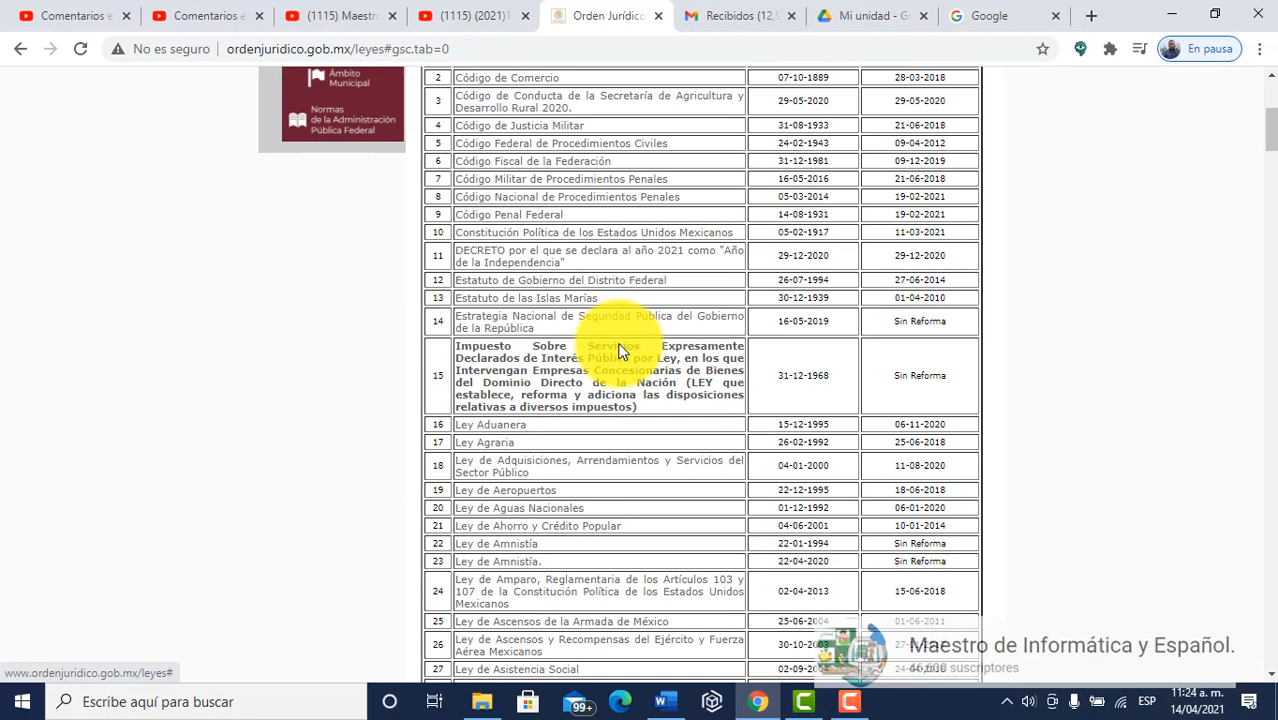 Comentarios e
Comentarios e
(1115) Maestro
(1115) (2021)1
Orden Jurídico
Recibidos (12,9
Mi unidad - Go
Google
No es seguro
ordenjuridico.gob.mx/leyes#gsc.tab=0
En pausa
Ámbito
Municipal
Normas
de la Administración
Pública Federal
2 Código de Comercio 07-10-1889 28-03-2018
3 Código de Conducta de la Secretaría de Agricultura y
Desarrollo Rural 2020. 29-05-2020 29-05-2020
4 Código de Justicia Militar 31-08-1933 21-06-2018
5 Código Federal de Procedimientos Civiles 24-02-1943 09-04-2012
6 Código Fiscal de la Federación 31-12-1981 09-12-2019
7 Código Militar de Procedimientos Penales 16-05-2016 21-06-2018
8 Código Nacional de Procedimientos Penales 05-03-2014 19-02-2021
9 Código Penal Federal 14-08-1931 19-02-2021
10 Constitución Política de los Estados Unidos Mexicanos 05-02-1917 11-03-2021
11 DECRETO por el que se declara al año 2021 como "Año
de la Independencia" 29-12-2020 29-12-2020
12 Estatuto de Gobierno del Distrito Federal 26-07-1994 27-06-2014
13 Estatuto de las Islas Marías 30-12-1939 01-04-2010
14 Estrategia Nacional de Seguridad Pública del Gobierno
de la República 16-05-2019 Sin Reforma
15 Impuesto Sobre Servicios Expresamente
Declarados de Interés Público por Ley, en los que
Intervengan Empresas Concesionarias de Bienes
del Dominio Directo de la Nación (LEY que
establece, reforma y adiciona las disposiciones
relativas a diversos impuestos) 31-12-1968 Sin Reforma
16 Ley Aduanera 15-12-1995 06-11-2020
17 Ley Agraria 26-02-1992 25-06-2018
18 Ley de Adquisiciones, Arrendamientos y Servicios del
Sector Público 04-01-2000 11-08-2020
19 Ley de Aeropuertos 22-12-1995 18-06-2018
20 Ley de Aguas Nacionales 01-12-1992 06-01-2020
21 Ley de Ahorro y Crédito Popular 04-06-2001 10-01-2014
22 Ley de Amnistía 22-01-1994 Sin Reforma
23 Ley de Amnistía. 22-04-2020 Sin Reforma
24 Ley de Amparo, Reglamentaria de los Artículos 103 y
107 de la Constitución Política de los Estados Unidos
Mexicanos 02-04-2013 15-06-2018
25 Ley de Ascensos de la Armada de México 25-06-2004 01-06-2011
26 Ley de Ascensos y Recompensas del Ejército y Fuerza
Aérea Mexicanos 30-10-2003
27 Ley de Asistencia Social
Maestro de Informática y Español.
46,600 suscriptores
www.ordenjuridico.gob.mx/leyes#
Escribe aquí para buscar
99+
ESP
11:24 a. m.
14/04/2021